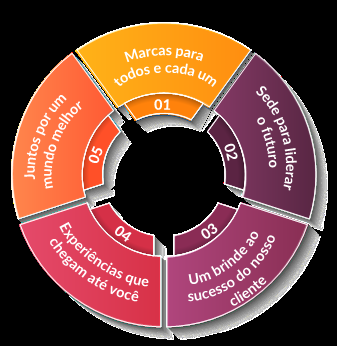 Marcas para
todos e cada um
01
Sede para liderar
o futuro
02
Um brinde ao
sucesso do nosso
cliente
03
Experiências que
chegam até você
04
Juntos por um
mundo melhor
05